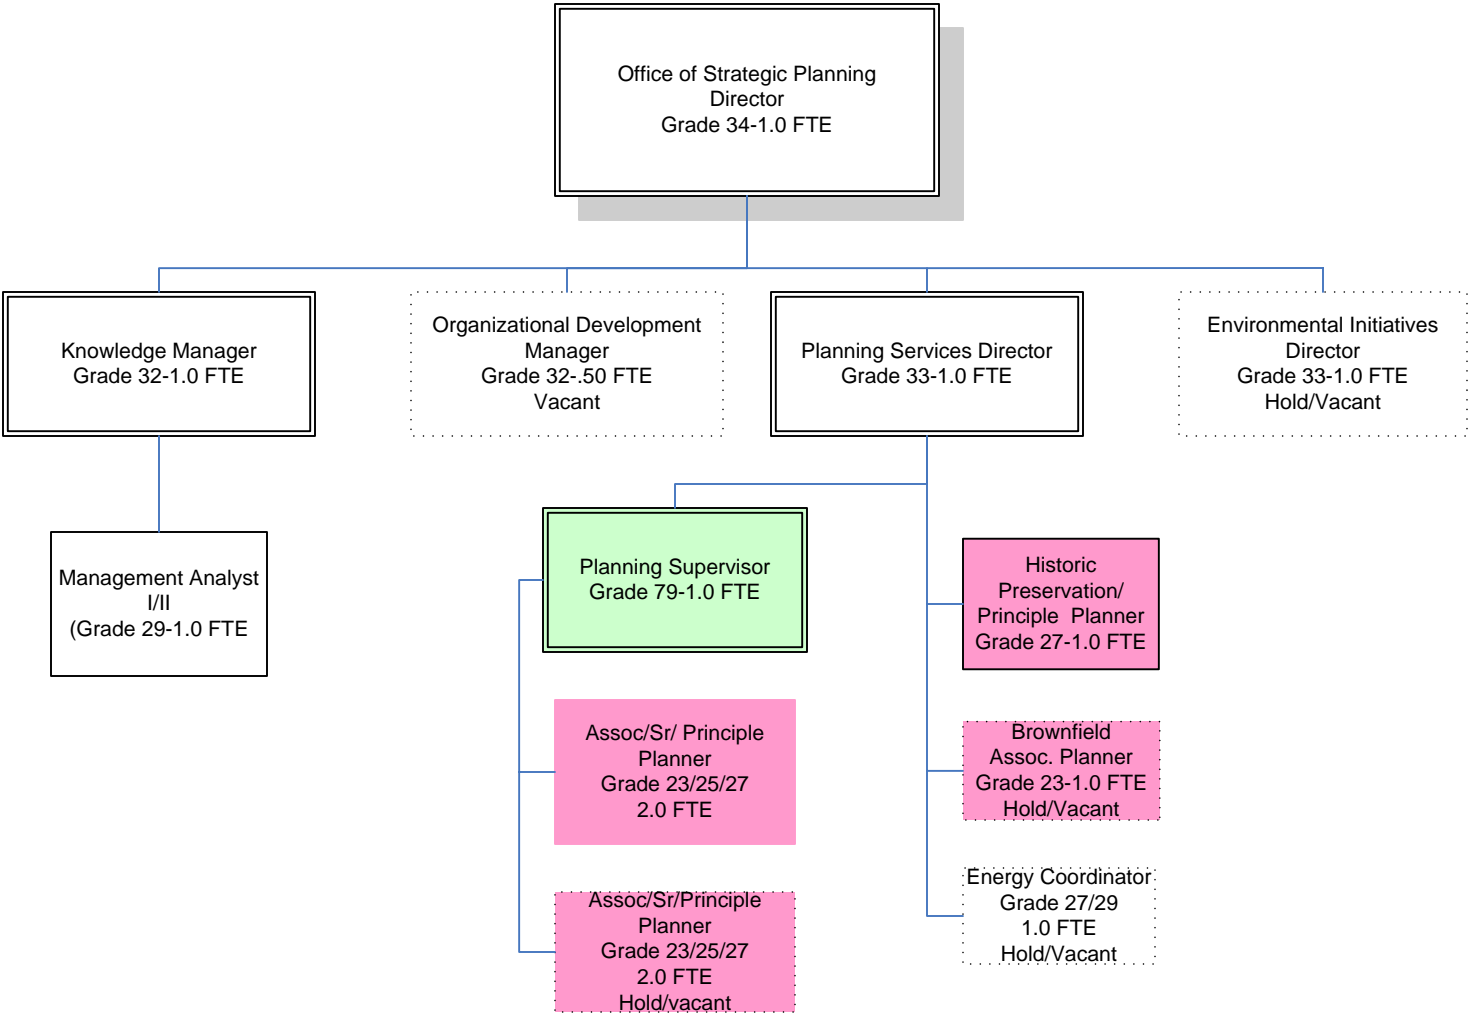 Office of Strategic Planning
Director
Grade 34-1.0 FTE
Knowledge Manager
Grade 32-1.0 FTE
Organizational Development
Manager
Grade 32-.50 FTE
Vacant
Planning Services Director
Grade 33-1.0 FTE
Environmental Initiatives
Director
Grade 33-1.0 FTE
Hold/Vacant
Management Analyst
I/II
(Grade 29-1.0 FTE
Planning Supervisor
Grade 79-1.0 FTE
Historic
Preservation/
Principle  Planner
Grade 27-1.0 FTE
Assoc/Sr/ Principle
Planner
Grade 23/25/27
2.0 FTE
Brownfield
Assoc. Planner
Grade 23-1.0 FTE
Hold/Vacant
Assoc/Sr/Principle
Planner
Grade 23/25/27
2.0 FTE
Hold/vacant
Energy Coordinator
Grade 27/29
1.0 FTE
Hold/Vacant